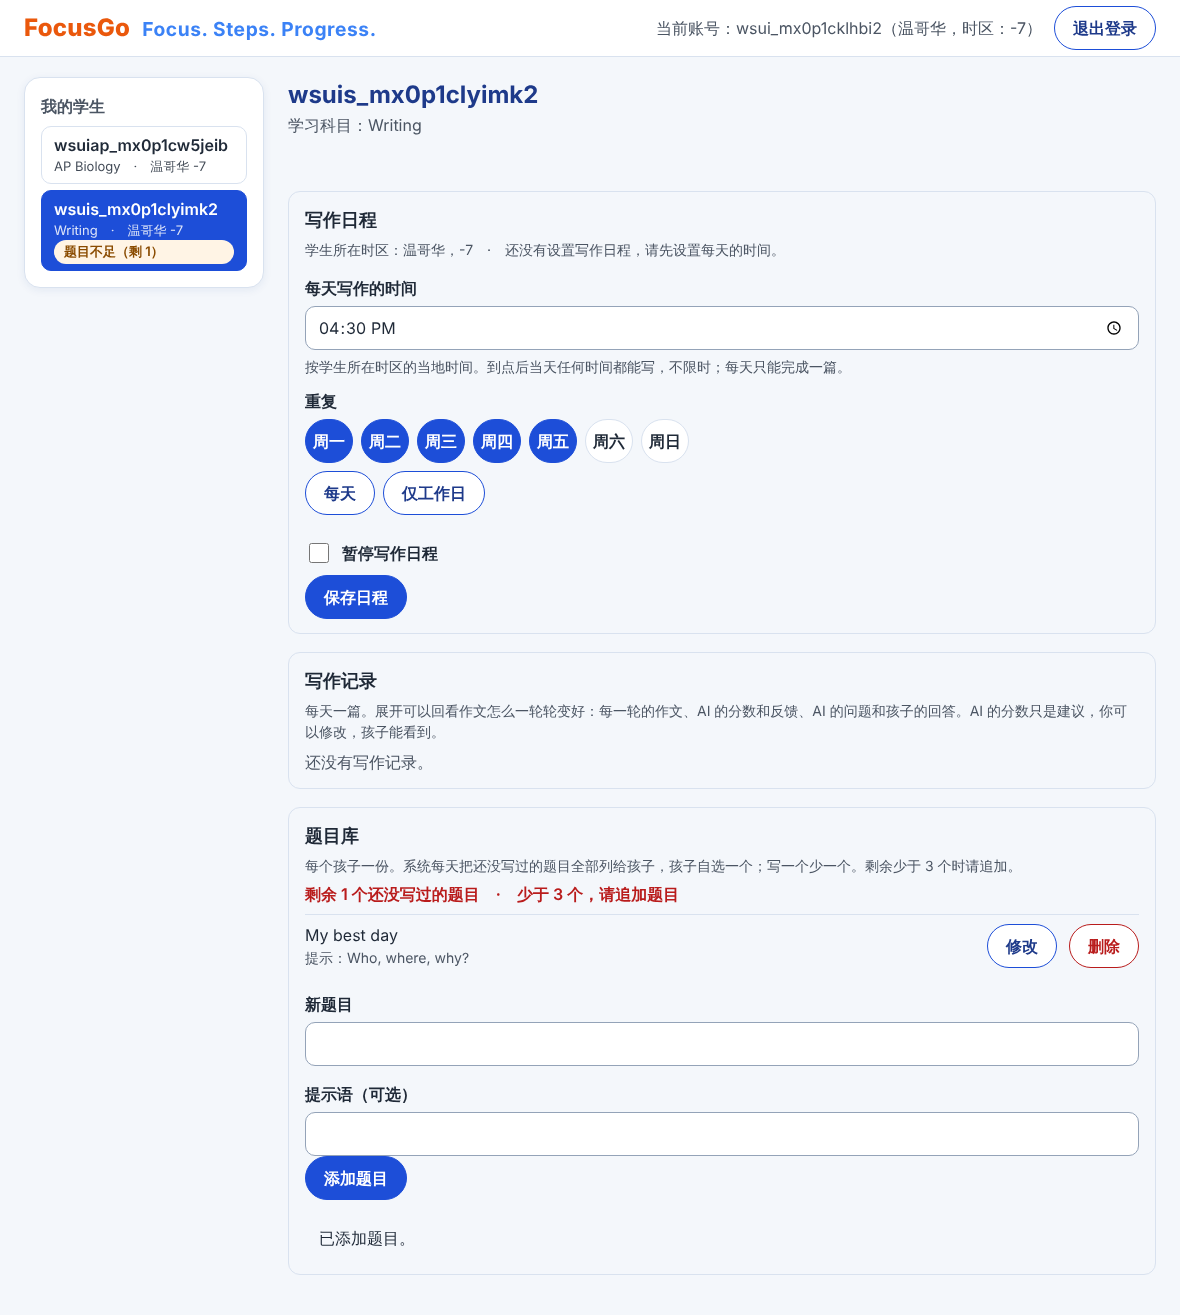 FocusGo Focus. Steps. Progress.
当前账号：wsui_mx0p1cklhbi2（温哥华，时区：-7）
退出登录
我的学生
wsuiap_mx0p1cw5jeib
AP Biology · 温哥华 -7
wsuis_mx0p1clyimk2
Writing · 温哥华 -7
题目不足（剩 1）
wsuis_mx0p1clyimk2
学习科目：Writing
写作日程
学生所在时区：温哥华，-7 · 还没有设置写作日程，请先设置每天的时间。
每天写作的时间
04:30 PM
按学生所在时区的当地时间。到点后当天任何时间都能写，不限时；每天只能完成一篇。
重复
周一 周二 周三 周四 周五 周六 周日
每天 仅工作日
暂停写作日程
保存日程
写作记录
每天一篇。展开可以回看作文怎么一轮轮变好：每一轮的作文、AI 的分数和反馈、AI 的问题和孩子的回答。AI 的分数只是建议，你可
以修改，孩子能看到。
还没有写作记录。
题目库
每个孩子一份。系统每天把还没写过的题目全部列给孩子，孩子自选一个；写一个少一个。剩余少于 3 个时请追加。
剩余 1 个还没写过的题目 · 少于 3 个，请追加题目
My best day
提示：Who, where, why?
修改 删除
新题目
提示语（可选）
添加题目
已添加题目。